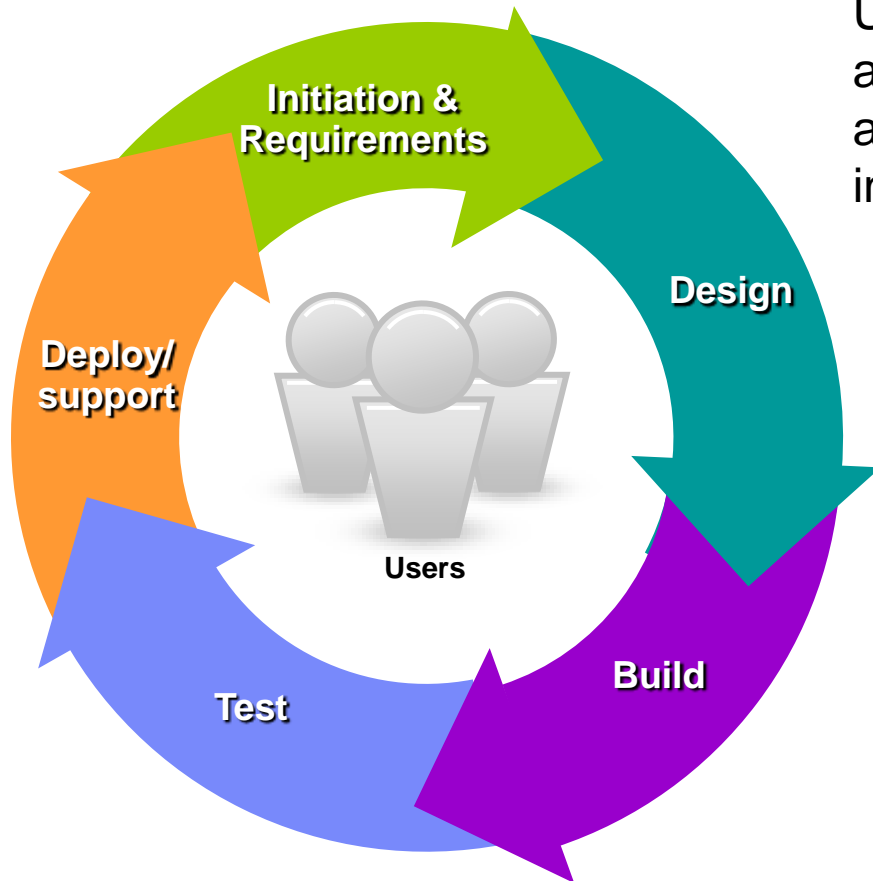 Initiation &
Requirements
Design
Deploy/
support
Users
Build
Test